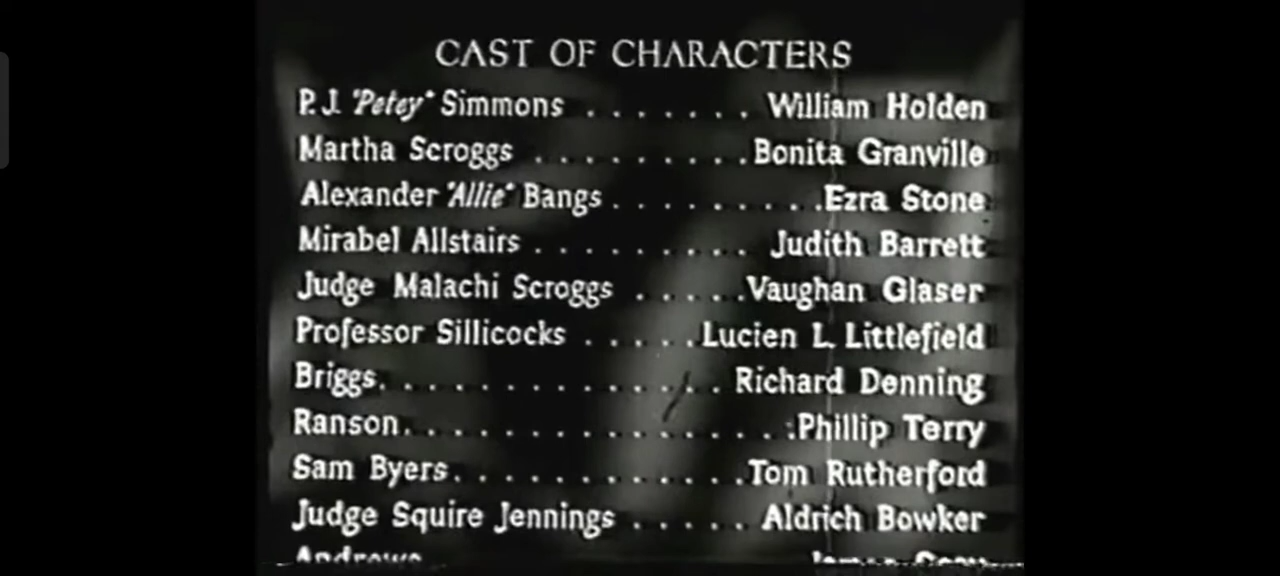 CAST OF CHARACTERS
P.J. "Petey" Simmons . . . . . . . William Holden
Martha Scroggs . . . . . . . . . . Bonita Granville
Alexander "Allie" Bangs . . . . . . . . . Ezra Stone
Mirabel Allstairs . . . . . . . . . Judith Barrett
Judge Malachi Scroggs . . . . . Vaughan Glaser
Professor Sillicocks . . . . . Lucien L. Littlefield
Briggs. . . . . . . . . . . . . . . Richard Denning
Ranson. . . . . . . . . . . . . . . . . Phillip Terry
Sam Byers. . . . . . . . . . . . . Tom Rutherford
Judge Squire Jennings . . . . . Aldrich Bowker